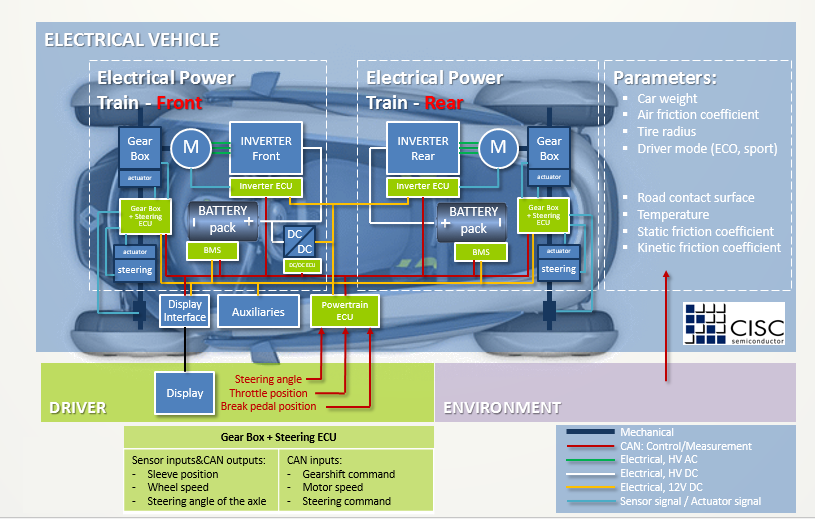 ELECTRICAL VEHICLE
Electrical Power
Train - Front
Electrical Power
Train - Rear
Parameters:
▪ Car weight
▪ Air friction coefficient
▪ Tire radius
▪ Driver mode (ECO, sport)
▪ Road contact surface
▪ Temperature
▪ Static friction coefficient
▪ Kinetic friction coefficient
Gear
Box
actuator
M
INVERTER
Front
Inverter ECU
Gear Box
+ Steering
ECU
BATTERY
pack
I
+
BMS
DC
DC
DC/DC ECU
actuator
steering
INVERTER
Rear
Inverter ECU
M
Gear
Box
actuator
BATTERY
pack
+
I
BMS
Gear Box
+ Steering
ECU
actuator
steering
Display
Interface
Auxiliaries
Powertrain
ECU
CISC
semiconductor
Display
Steering angle
Throttle position
Break pedal position
DRIVER
ENVIRONMENT
Gear Box + Steering ECU
Sensor inputs&CAN outputs:
- Sleeve position
- Wheel speed
- Steering angle of the axle
CAN inputs:
- Gearshift command
- Motor speed
- Steering command
Mechanical
CAN: Control/Measurement
Electrical, HV AC
Electrical, HV DC
Electrical, 12V DC
Sensor signal / Actuator signal